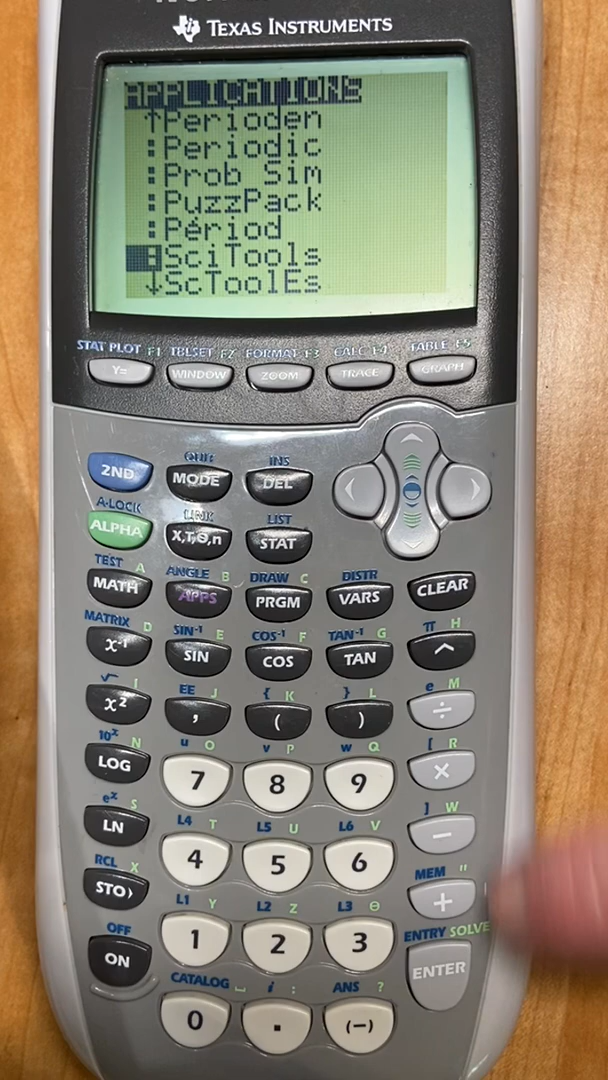 TEXAS INSTRUMENTS
APPLICATIONS
↑Perioden
:Periodic
:Prob Sim
:PuzzPack
:Périod
:SciTools
↓ScToolEs
STAT PLOT F1 TBLSET F2 FORMAT F3 CALC F4 TABLE F5
Y= WINDOW ZOOM TRACE GRAPH
QUIT INS
2ND MODE DEL
A-LOCK LINK LIST
ALPHA X,T,Θ,n STAT
TEST A ANGLE B DRAW C DISTR
MATH APPS PRGM VARS CLEAR
MATRIX D SIN-1 E COS-1 F TAN-1 G π H
x-1 SIN COS TAN ^
√ I EE J { K } L e M
x² , ( ) ÷
10ˣ N u O v P w Q [ R
LOG 7 8 9 ×
eˣ S L4 T L5 U L6 V ] W
LN 4 5 6 −
RCL X L1 Y L2 Z L3 Θ MEM "
STO› 1 2 3 +
OFF CATALOG ␣ i : ANS ? ENTRY SOLVE
ON 0 . (−) ENTER